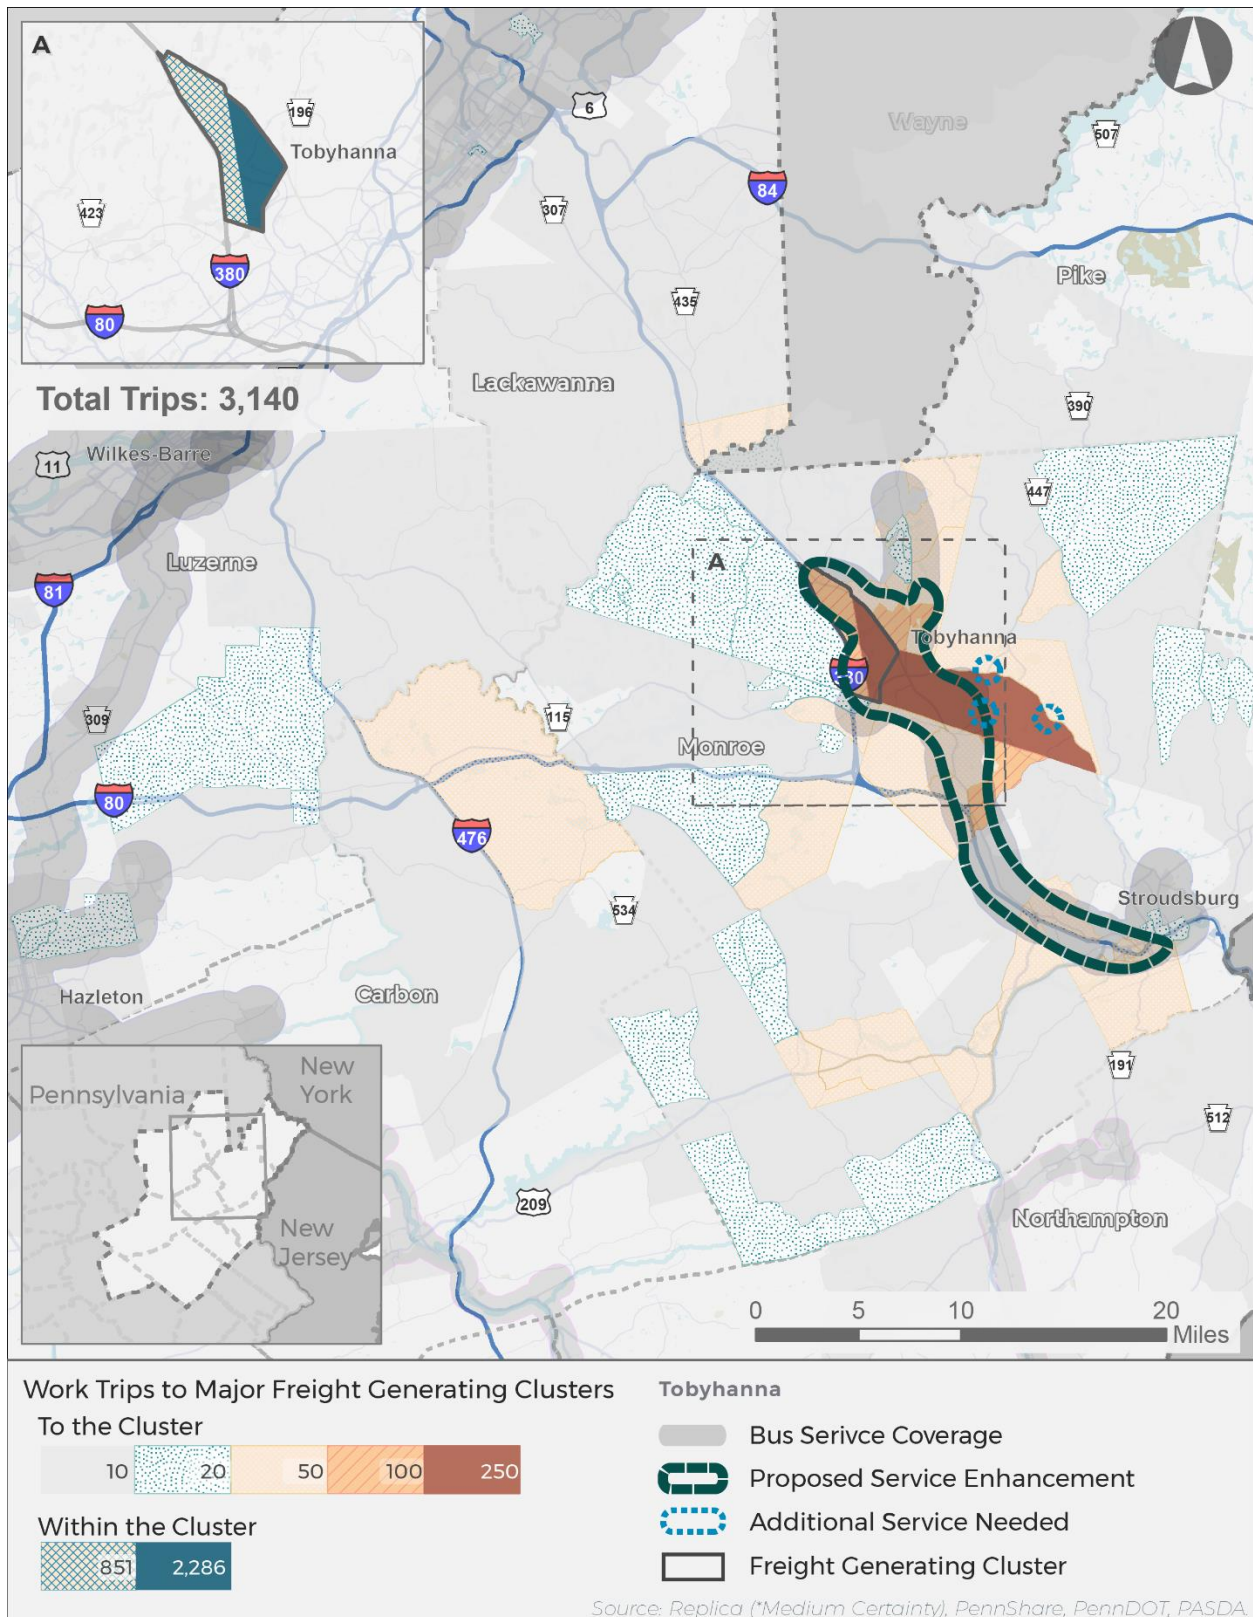 A
196
Tobyhanna
423
380
80
Total Trips: 3,140
6
Wayne
507
84
307
Pike
435
Lackawanna
390
11
Wilkes-Barre
447
Luzerne
A
81
Tobyhanna
380
309
115
Monroe
80
476
534
Stroudsburg
Hazleton
Carbon
191
512
209
Northampton
Pennsylvania
New
York
New
Jersey
0 5 10 20
Miles
Work Trips to Major Freight Generating Clusters
To the Cluster
10 20 50 100 250
Within the Cluster
851 2,286
Tobyhanna
Bus Serivce Coverage
Proposed Service Enhancement
Additional Service Needed
Freight Generating Cluster
Source: Replica (*Medium Certainty), PennShare, PennDOT, PASDA